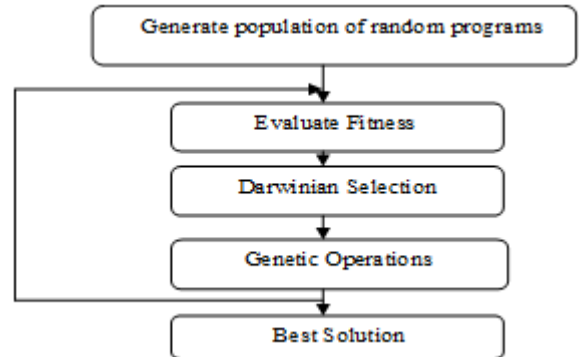 Generate population of random programs
Evaluate Fitness
Darwinian Selection
Genetic Operations
Best Solution